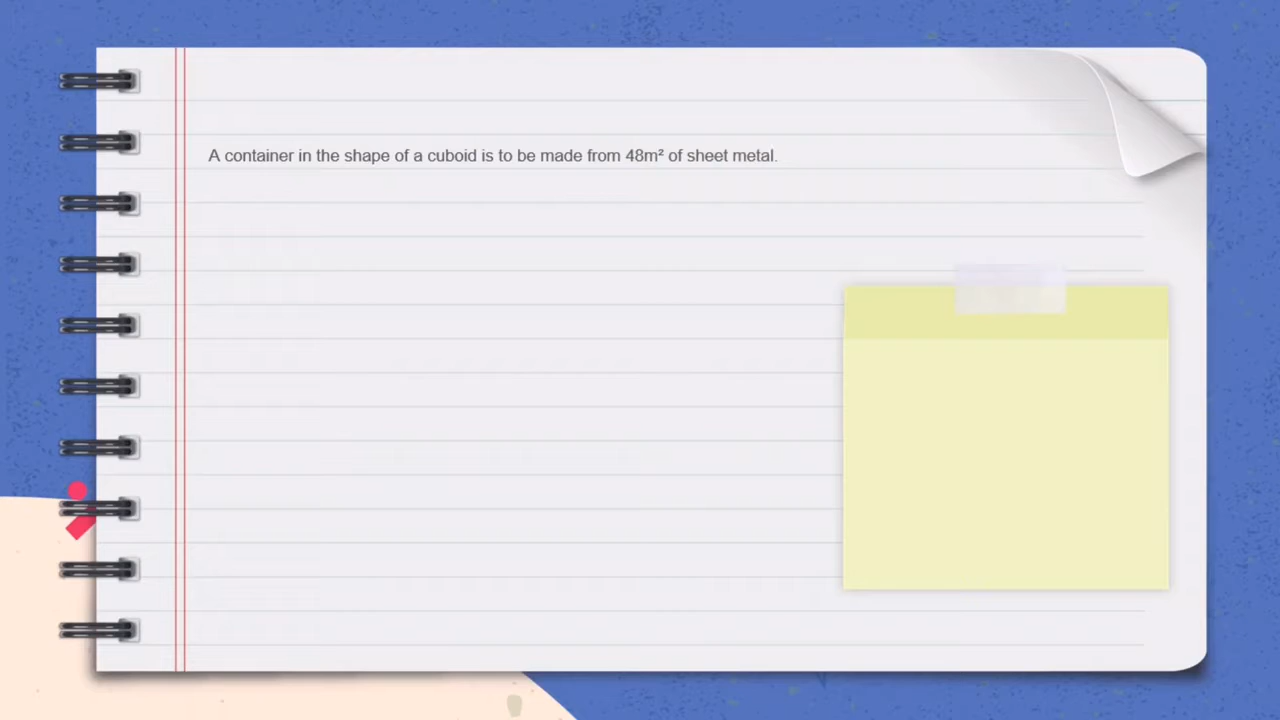 A container in the shape of a cuboid is to be made from 48m² of sheet metal.